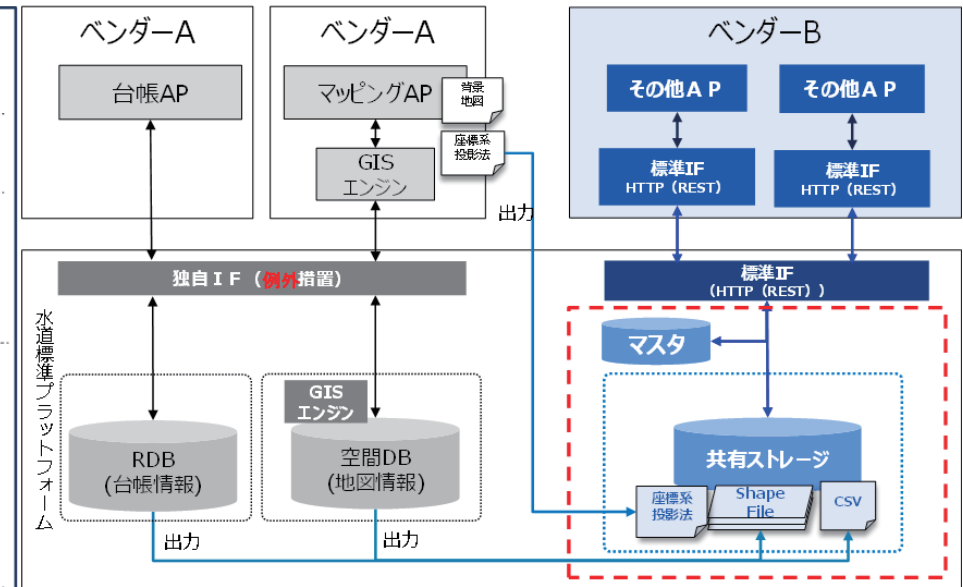 ベンダーA
台帳AP
ベンダーA
マッピングAP
背景
地図
座標系
投影法
GIS
エンジン
出力
ベンダーB
その他ＡＰ
その他ＡＰ
標準IF
HTTP（REST）
標準IF
HTTP（REST）
独自ＩＦ（例外措置）
標準IF
（HTTP（REST））
水道標準プラットフォーム
マスタ
GIS
エンジン
RDB
(台帳情報)
空間DB
(地図情報)
共有ストレージ
座標系
投影法
Shape
File
CSV
出力
出力